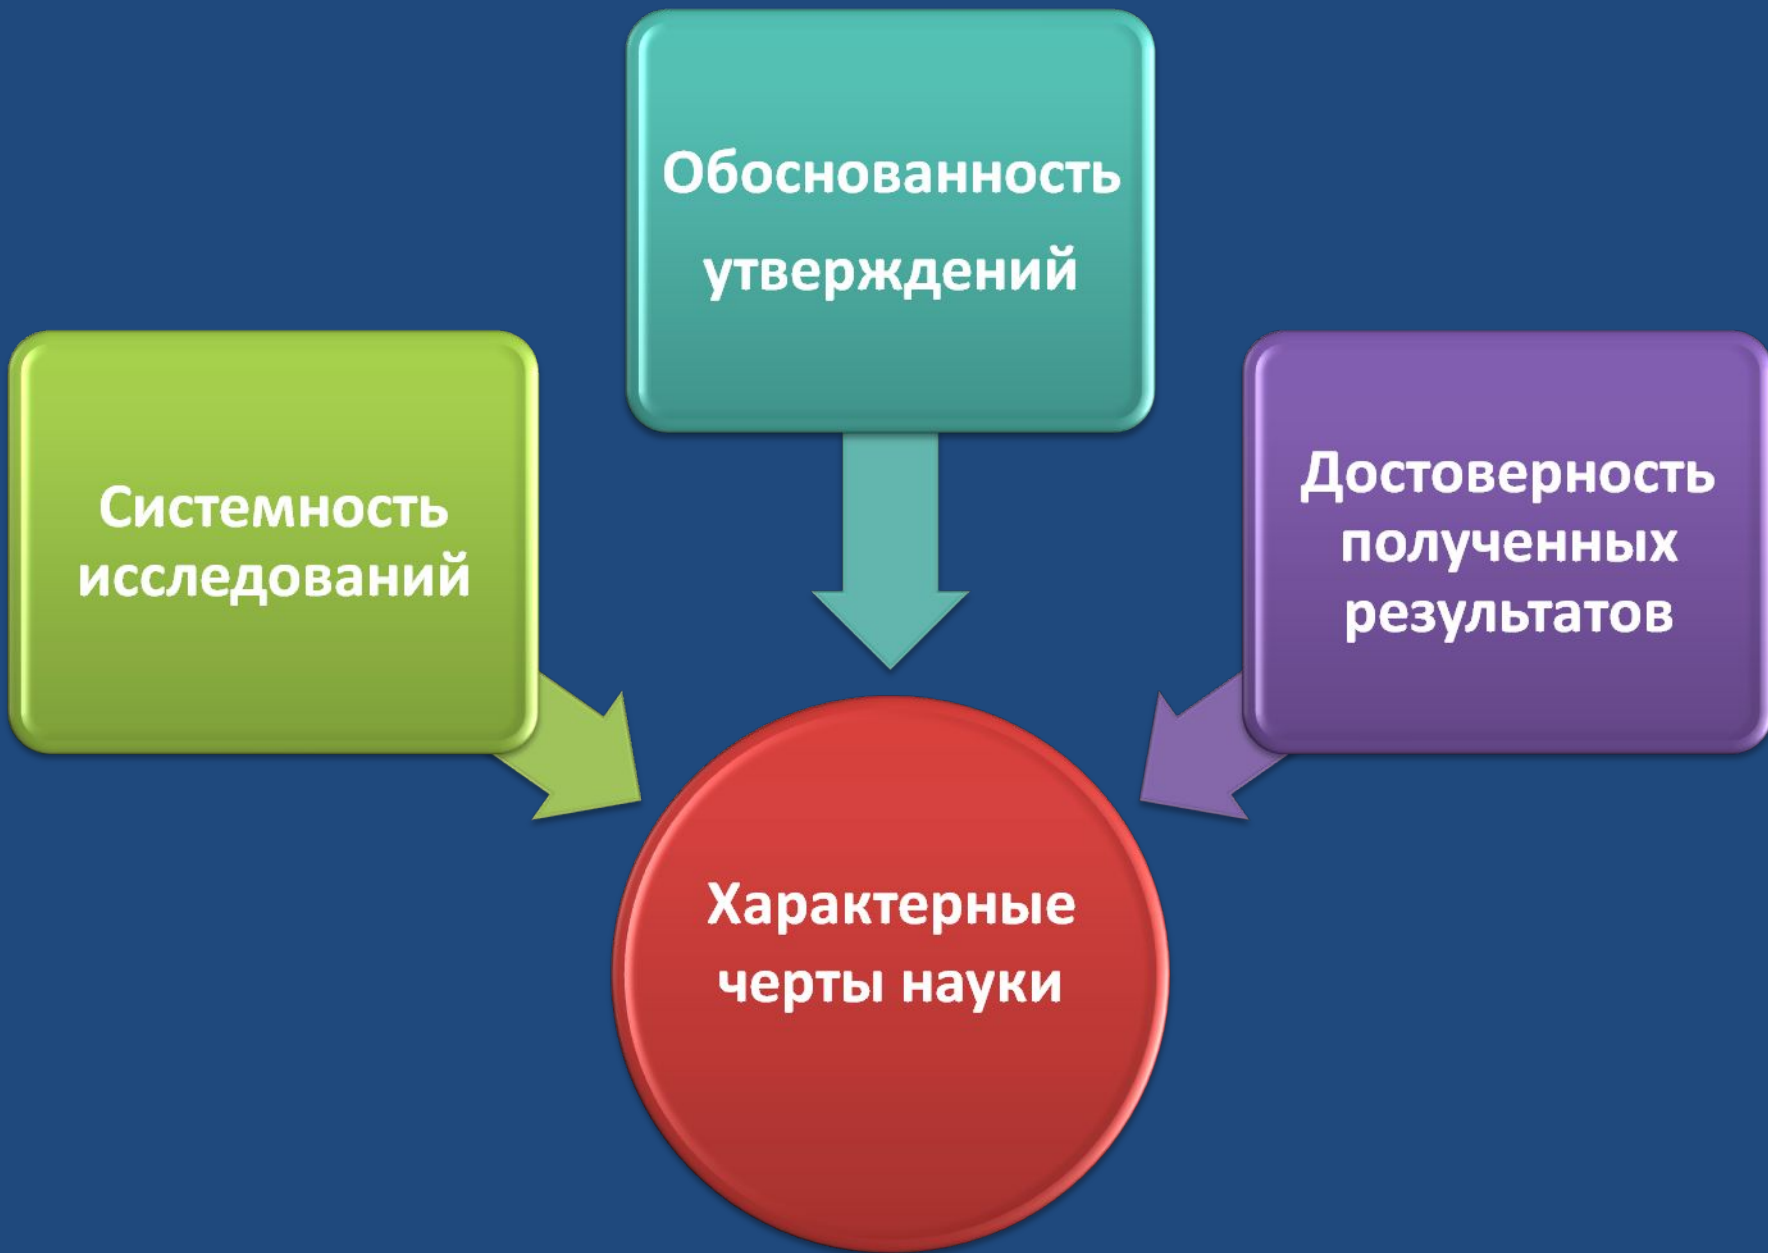 Обоснованность
утверждений
Системность
исследований
Достоверность
полученных
результатов
Характерные
черты науки